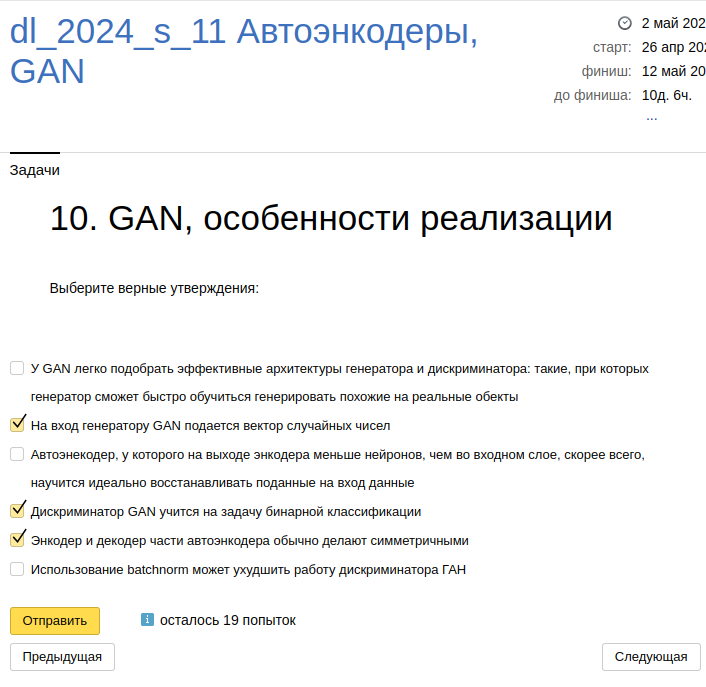 dl_2024_s_11 Автоэнкодеры,
GAN
2 май 202
старт: 26 апр 202
финиш: 12 май 20
до финиша: 10д. 6ч.
...
Задачи
10. GAN, особенности реализации
Выберите верные утверждения:
У GAN легко подобрать эффективные архитектуры генератора и дискриминатора: такие, при которых
генератор сможет быстро обучиться генерировать похожие на реальные обекты
На вход генератору GAN подается вектор случайных чисел
Автоэнекодер, у которого на выходе энкодера меньше нейронов, чем во входном слое, скорее всего,
научится идеально восстанавливать поданные на вход данные
Дискриминатор GAN учится на задачу бинарной классификации
Энкодер и декодер части автоэнкодера обычно делают симметричными
Использование batchnorm может ухудшить работу дискриминатора ГАН
Отправить
осталось 19 попыток
Предыдущая
Следующая